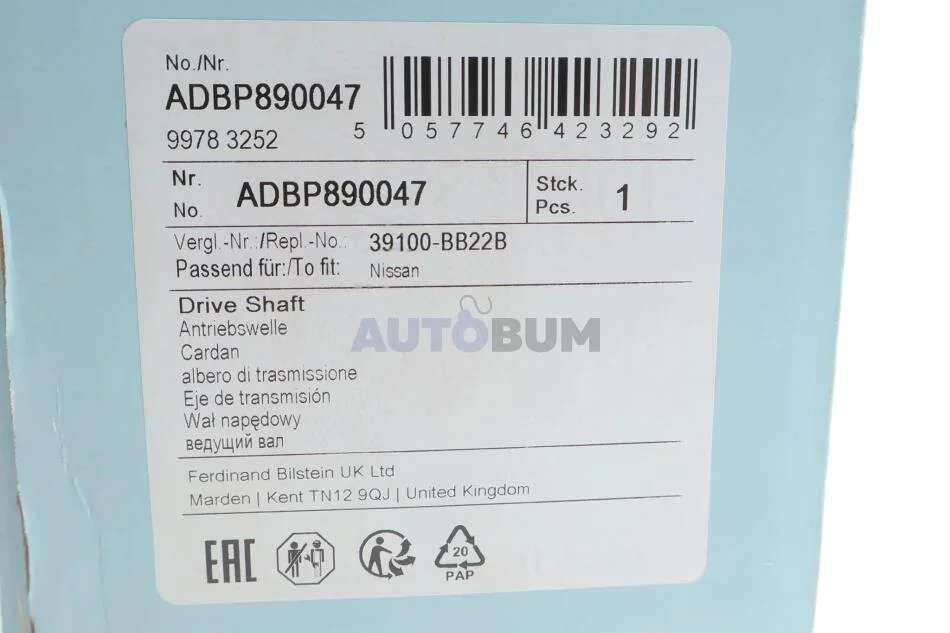 No./Nr.
ADBP890047
9978 3252
5 057746 423292
Nr.
No.
ADBP890047
Stck.
Pcs.
1
Vergl.-Nr.:/Repl.-No.: 39100-BB22B
Passend für:/To fit: Nissan
Drive Shaft
Antriebswelle
Cardan
albero di trasmissione
Eje de transmisión
Wał napędowy
ведущий вал
AUTOBUM
Ferdinand Bilstein UK Ltd
Marden | Kent TN12 9QJ | United Kingdom
EAC
20
PAP